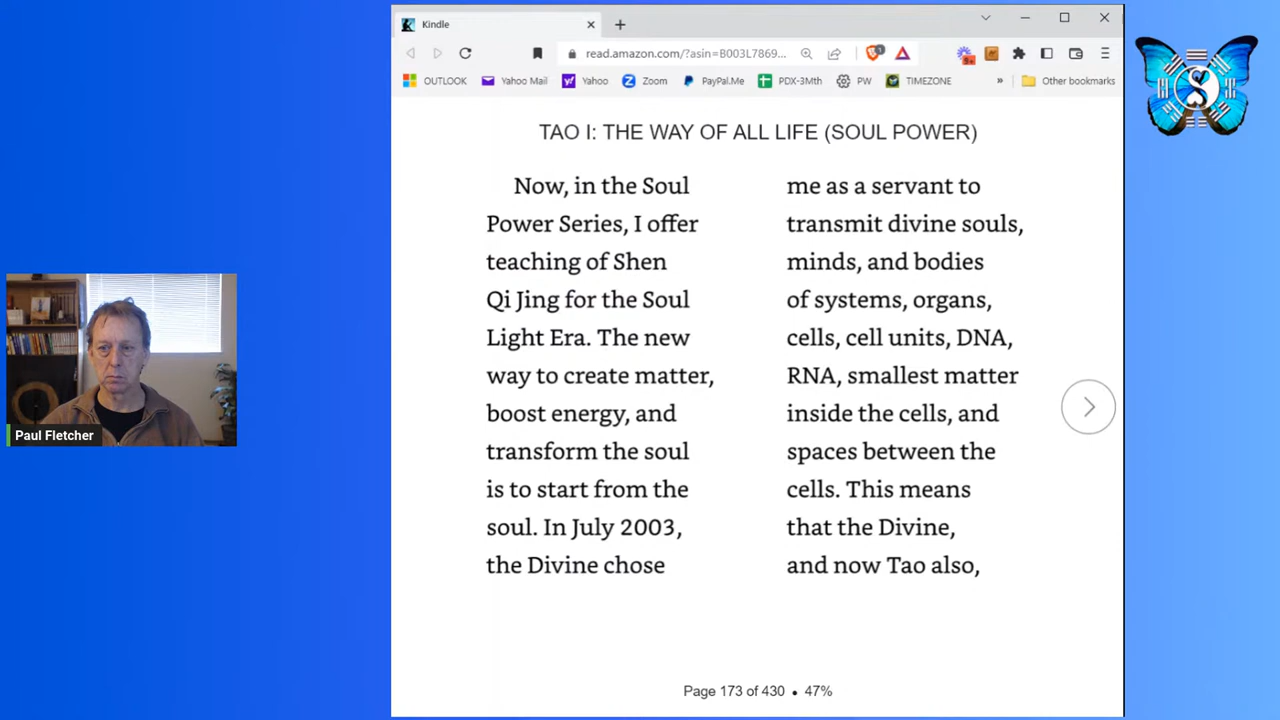 Kindle
read.amazon.com/?asin=B003L7869...
OUTLOOK
Yahoo Mail
Yahoo
Zoom
PayPal.Me
PDX-3Mth
PW
TIMEZONE
»
Other bookmarks
TAO I: THE WAY OF ALL LIFE (SOUL POWER)
Now, in the Soul
Power Series, I offer
teaching of Shen
Qi Jing for the Soul
Light Era. The new
way to create matter,
boost energy, and
transform the soul
is to start from the
soul. In July 2003,
the Divine chose
me as a servant to
transmit divine souls,
minds, and bodies
of systems, organs,
cells, cell units, DNA,
RNA, smallest matter
inside the cells, and
spaces between the
cells. This means
that the Divine,
and now Tao also,
Page 173 of 430 • 47%
Paul Fletcher